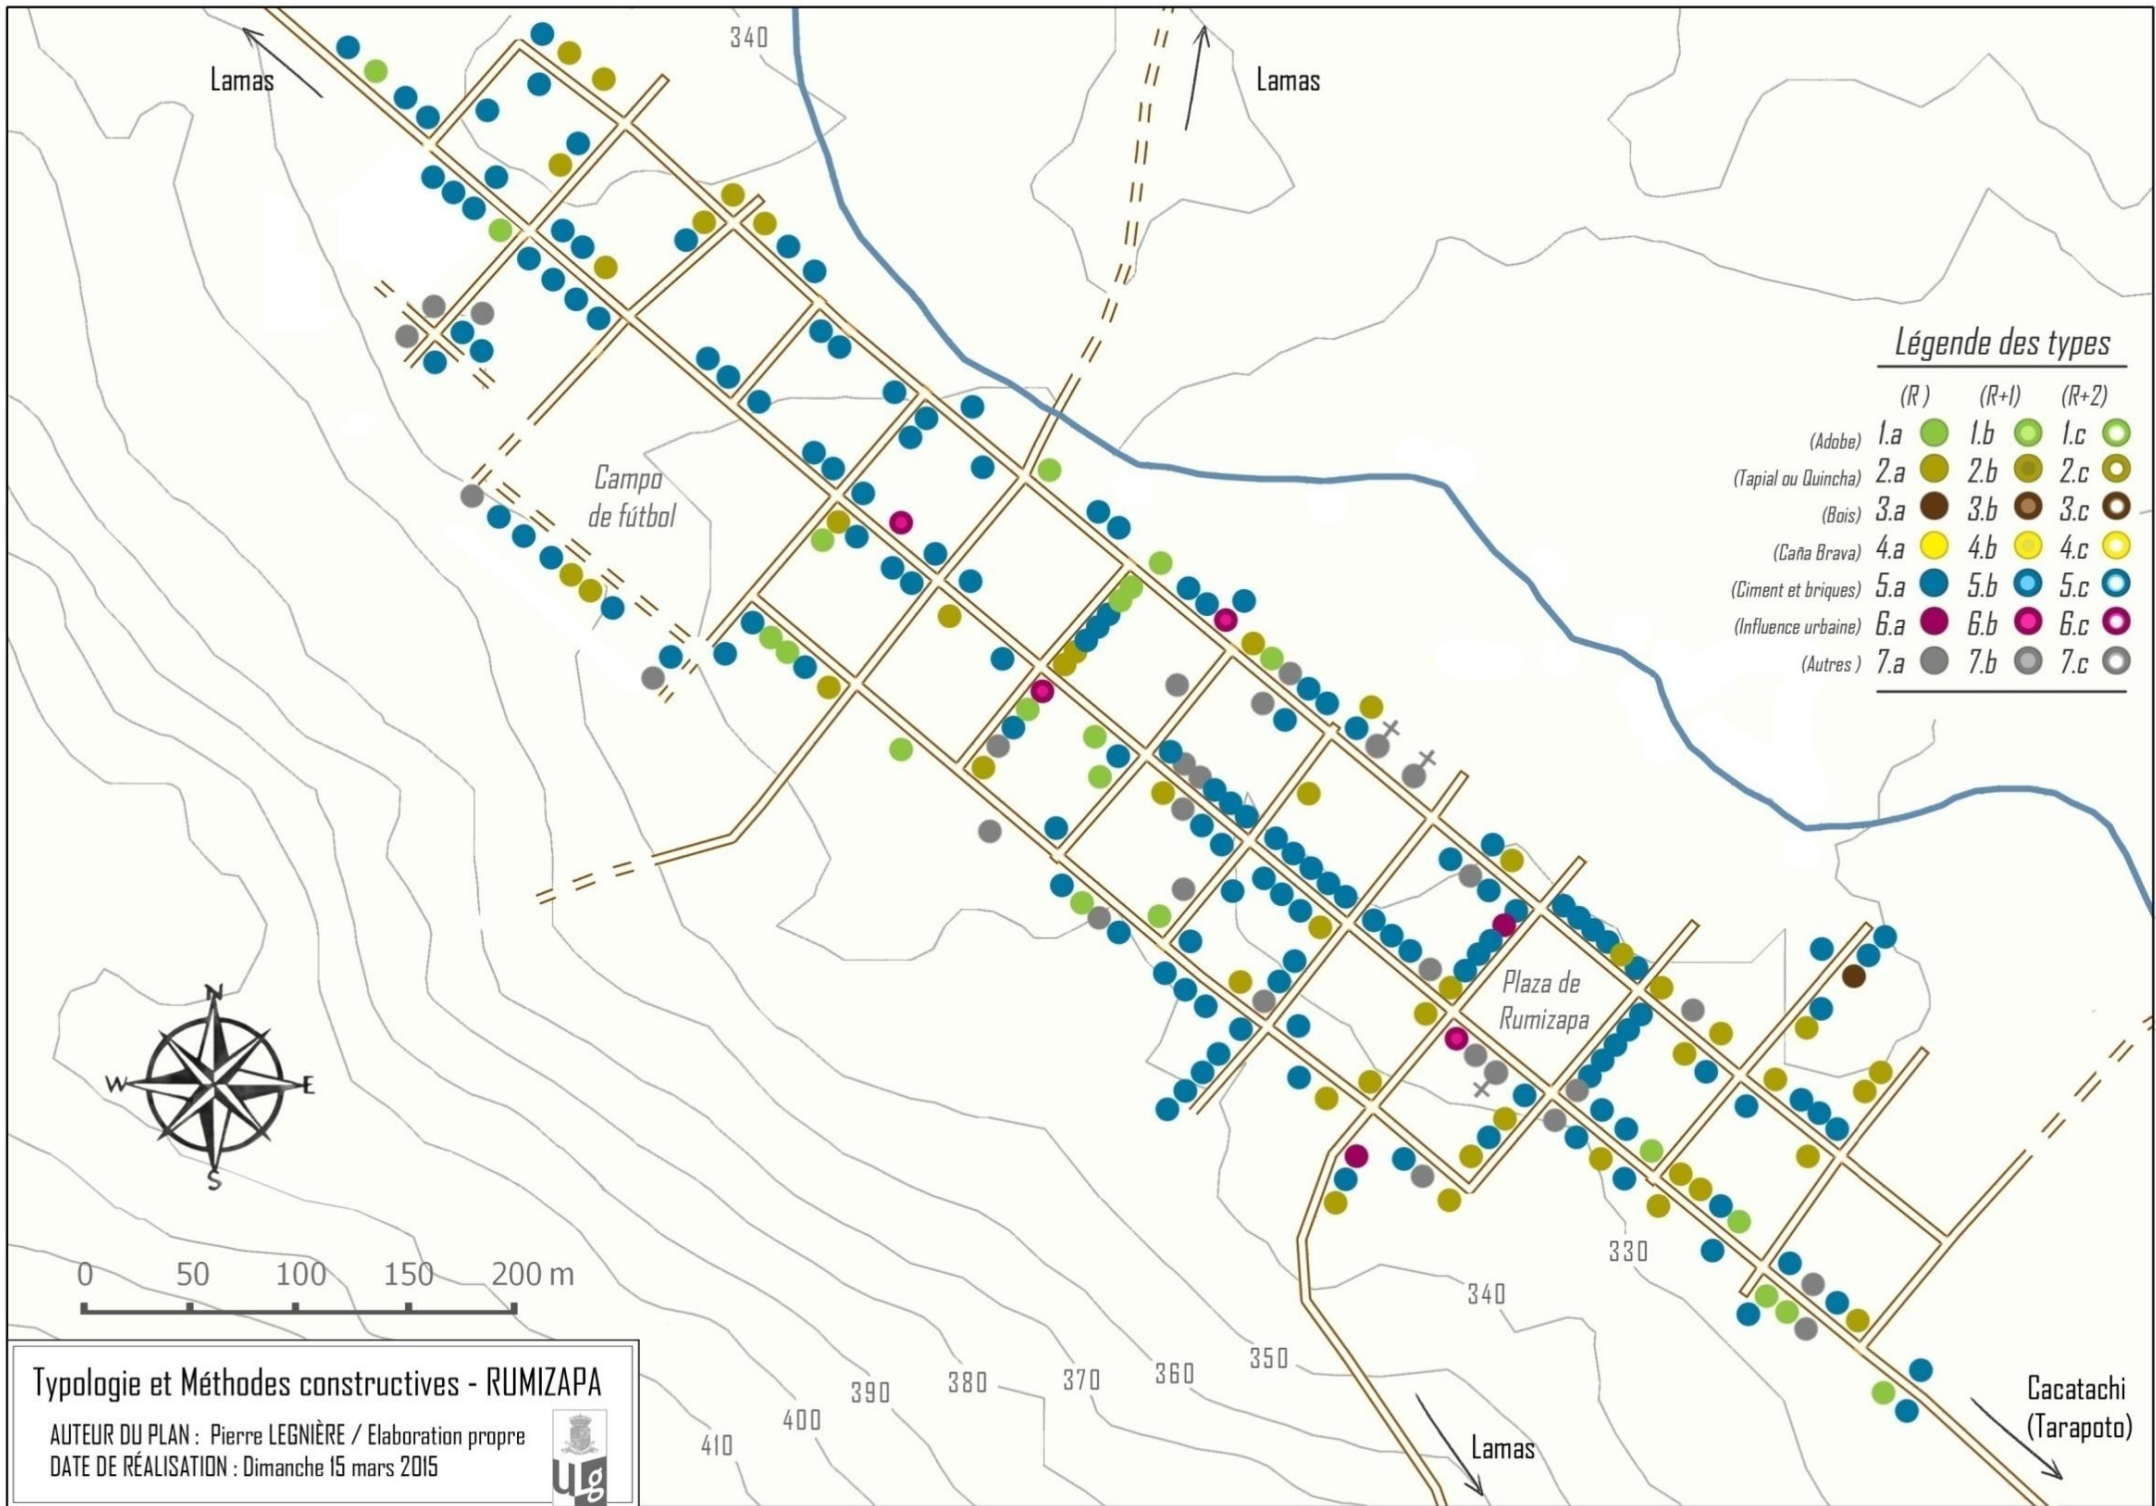 340
Lamas
Lamas
Légende des types
(R) (R+1) (R+2)
(Adobe) 1.a 1.b 1.c
(Tapial ou Quincha) 2.a 2.b 2.c
(Bois) 3.a 3.b 3.c
(Caña Brava) 4.a 4.b 4.c
(Ciment et briques) 5.a 5.b 5.c
(Influence urbaine) 6.a 6.b 6.c
(Autres) 7.a 7.b 7.c
Campo
de fútbol
Plaza de
Rumizapa
N
W E
S
0 50 100 150 200 m
330
340
350
360
370
380
390
400
410
Lamas
Cacatachi
(Tarapoto)
Typologie et Méthodes constructives - RUMIZAPA
AUTEUR DU PLAN : Pierre LEGNIÈRE / Elaboration propre
DATE DE RÉALISATION : Dimanche 15 mars 2015
ULg